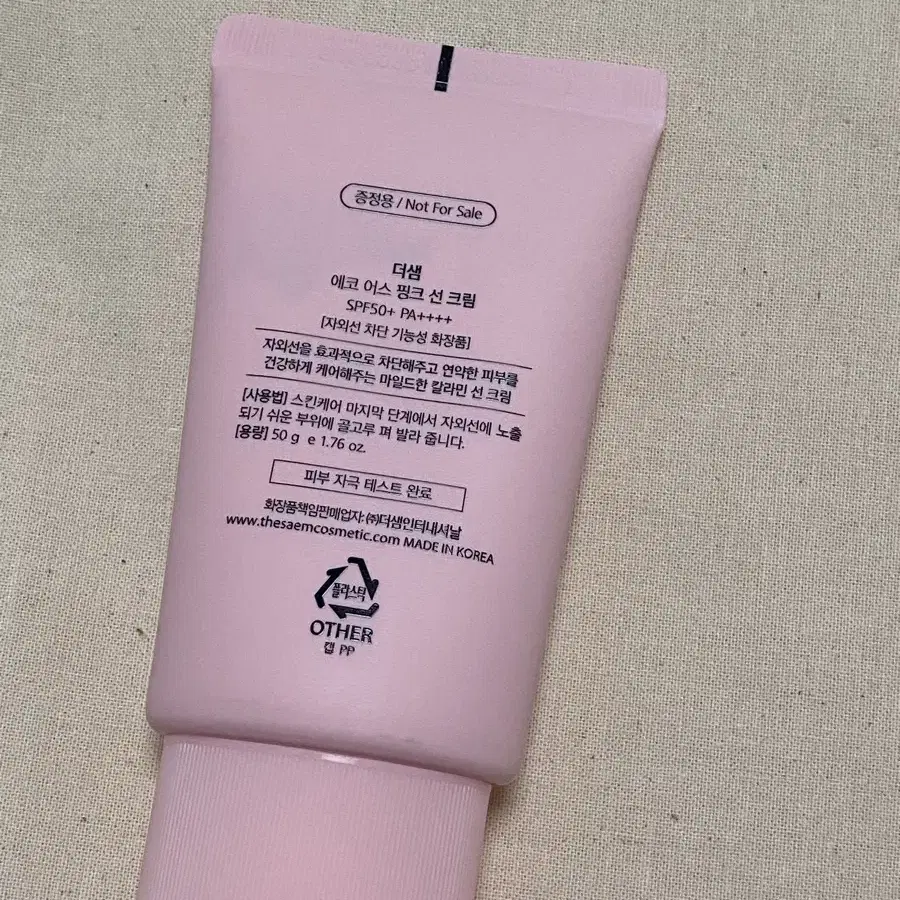 증정용 / Not For Sale
더샘
에코 어스 핑크 선 크림
SPF50+ PA++++
[자외선 차단 기능성 화장품]
자외선을 효과적으로 차단해주고 연약한 피부를
건강하게 케어해주는 마일드한 칼라민 선 크림
[사용법] 스킨케어 마지막 단계에서 자외선에 노출
되기 쉬운 부위에 골고루 펴 발라 줍니다.
[용량] 50 g e 1.76 oz.
피부 자극 테스트 완료
화장품책임판매업자: ㈜더샘인터내셔날
www.thesaemcosmetic.com MADE IN KOREA
플라스틱
OTHER
캡 PP